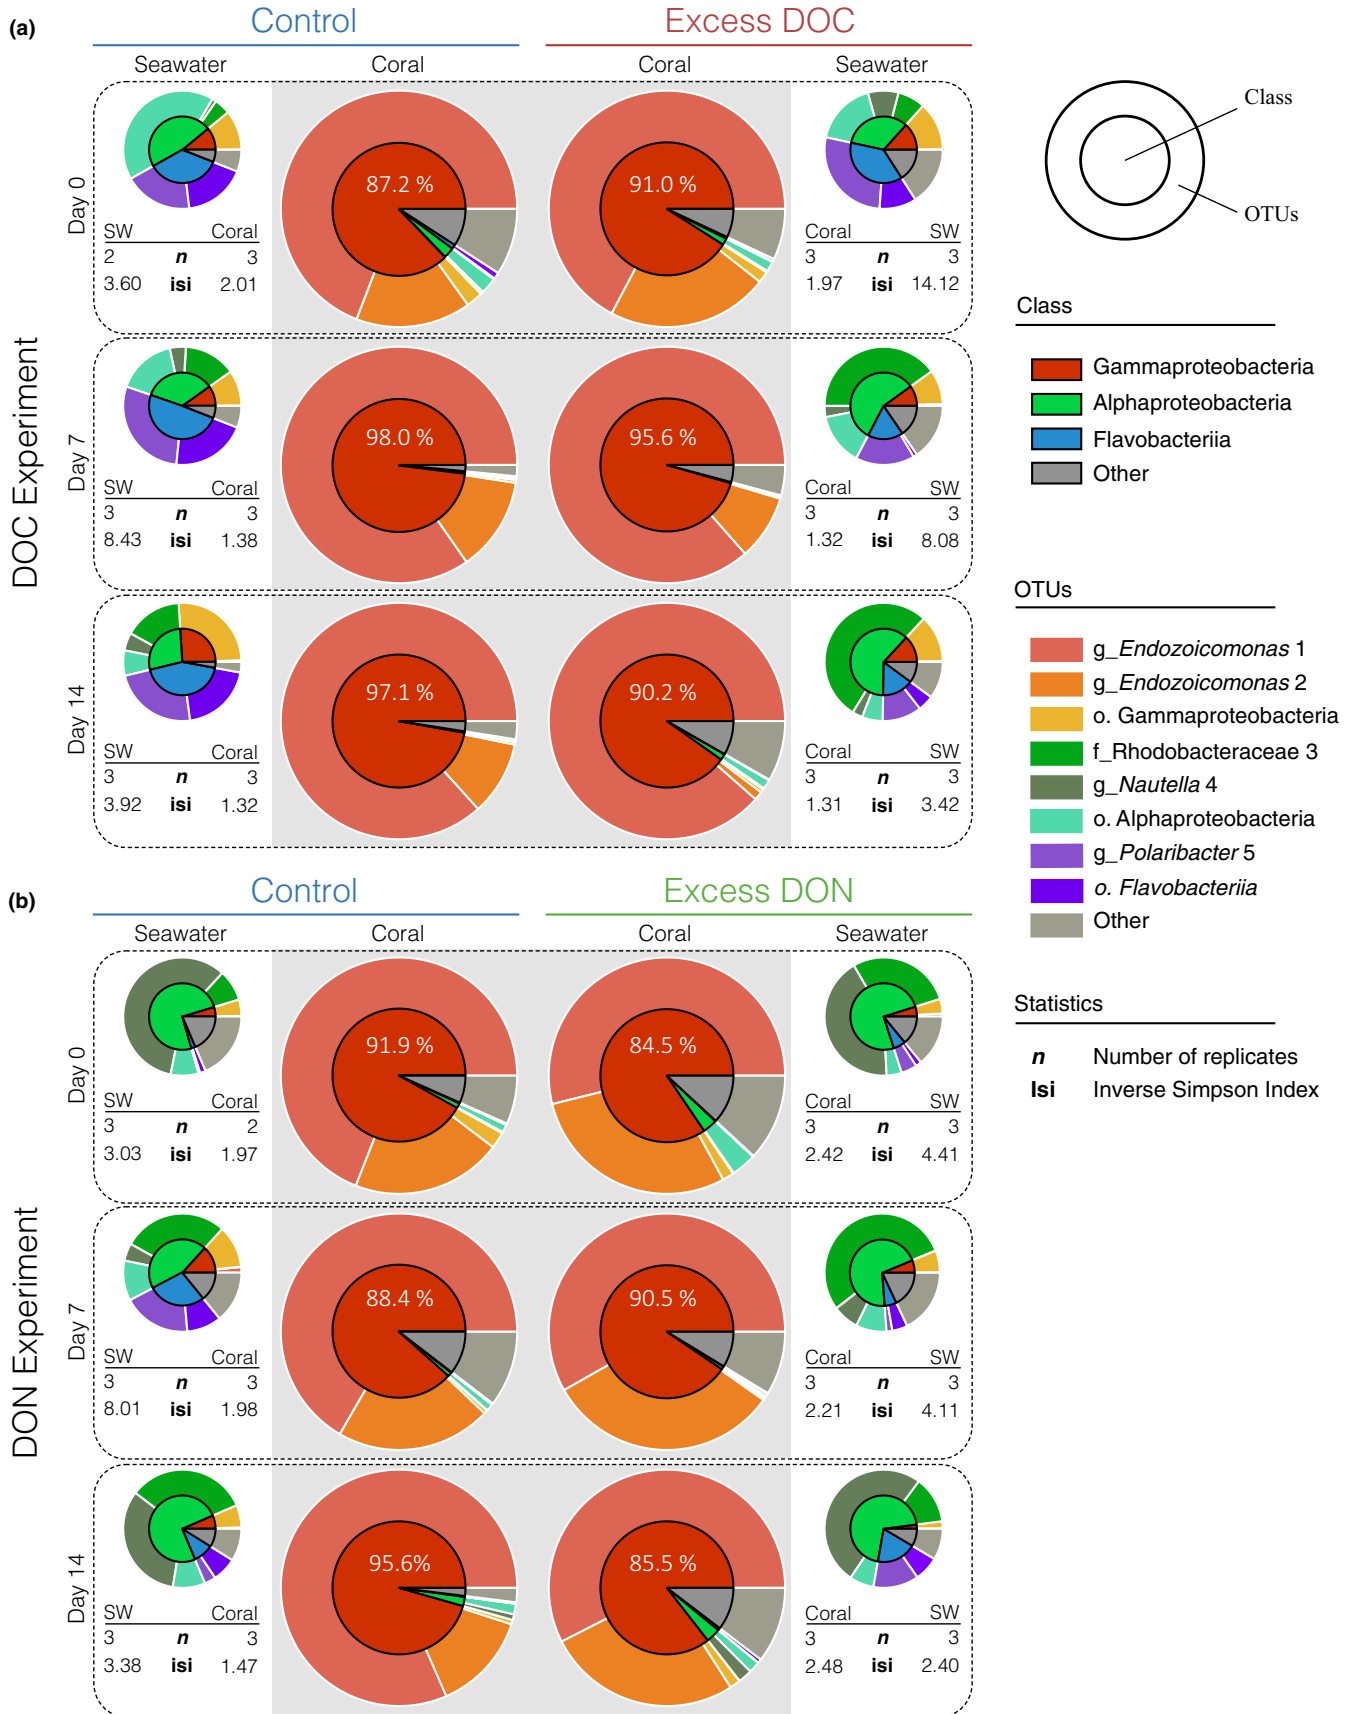 (a)
Control
Excess DOC
Seawater
Coral
Coral
Seawater
DOC Experiment
Day 0
87.2 %
91.0 %
SW Coral
2 n 3
3.60 isi 2.01
Coral SW
3 n 3
1.97 isi 14.12
Day 7
98.0 %
95.6 %
SW Coral
3 n 3
8.43 isi 1.38
Coral SW
3 n 3
1.32 isi 8.08
Day 14
97.1 %
90.2 %
SW Coral
3 n 3
3.92 isi 1.32
Coral SW
3 n 3
1.31 isi 3.42
(b)
Control
Excess DON
Seawater
Coral
Coral
Seawater
DON Experiment
Day 0
91.9 %
84.5 %
SW Coral
3 n 2
3.03 isi 1.97
Coral SW
3 n 3
2.42 isi 4.41
Day 7
88.4 %
90.5 %
SW Coral
3 n 3
8.01 isi 1.98
Coral SW
3 n 3
2.21 isi 4.11
Day 14
95.6%
85.5 %
SW Coral
3 n 3
3.38 isi 1.47
Coral SW
3 n 3
2.48 isi 2.40
Class
OTUs
Class
Gammaproteobacteria
Alphaproteobacteria
Flavobacteriia
Other
OTUs
g_Endozoicomonas 1
g_Endozoicomonas 2
o. Gammaproteobacteria
f_Rhodobacteraceae 3
g_Nautella 4
o. Alphaproteobacteria
g_Polaribacter 5
o. Flavobacteriia
Other
Statistics
n Number of replicates
Isi Inverse Simpson Index